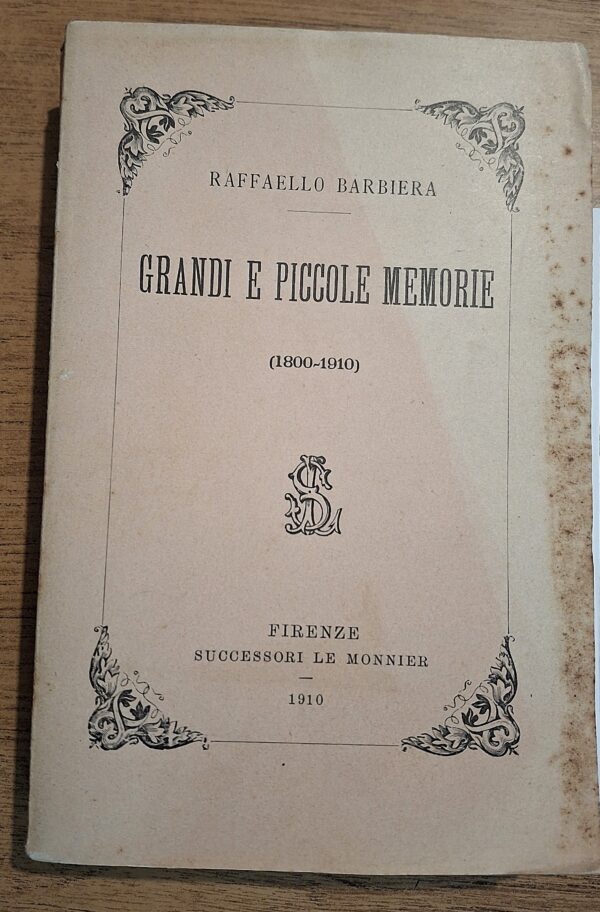 RAFFAELLO BARBIERA
GRANDI E PICCOLE MEMORIE
(1800-1910)
FIRENZE
SUCCESSORI LE MONNIER
1910